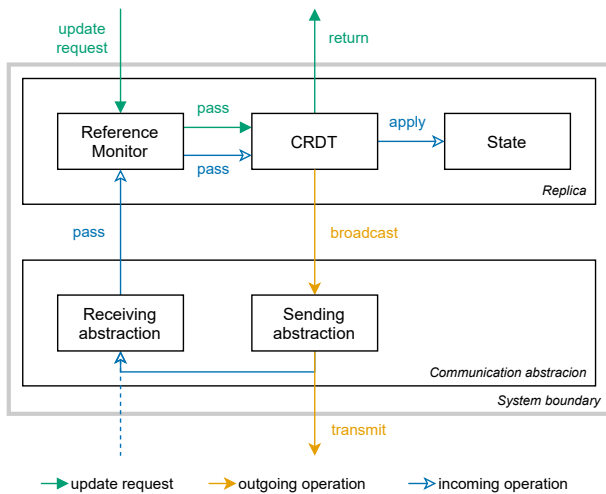 update
request
return
pass
apply
Reference
Monitor
CRDT
State
pass
Replica
pass
broadcast
Receiving
abstraction
Sending
abstraction
Communication abstracion
System boundary
transmit
update request
outgoing operation
incoming operation